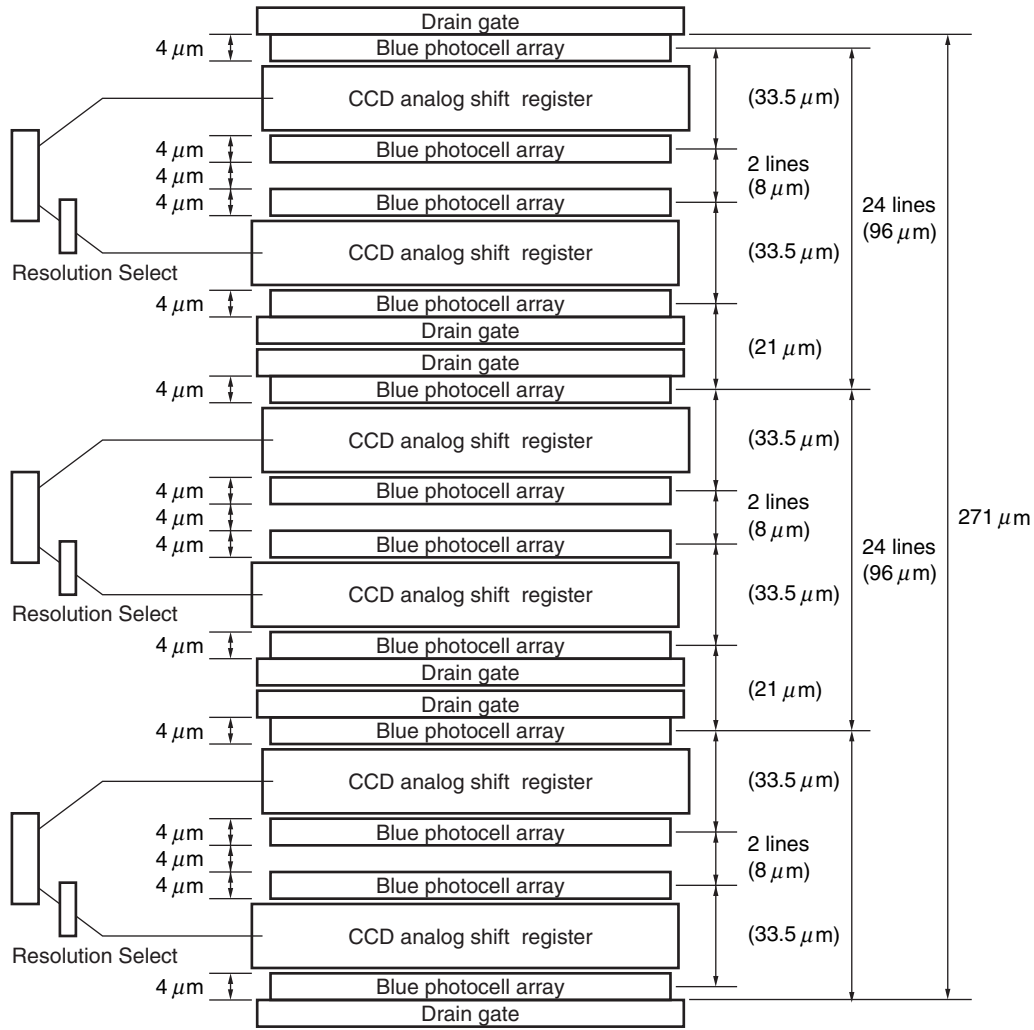 Drain gate
4 μm
Blue photocell array
CCD analog shift register
(33.5 μm)
4 μm
Blue photocell array
4 μm
2 lines
(8 μm)
4 μm
Blue photocell array
24 lines
(96 μm)
CCD analog shift register
(33.5 μm)
Resolution Select
4 μm
Blue photocell array
Drain gate
(21 μm)
Drain gate
4 μm
Blue photocell array
CCD analog shift register
(33.5 μm)
4 μm
Blue photocell array
4 μm
2 lines
(8 μm)
271 μm
4 μm
Blue photocell array
24 lines
(96 μm)
CCD analog shift register
(33.5 μm)
Resolution Select
4 μm
Blue photocell array
Drain gate
(21 μm)
Drain gate
4 μm
Blue photocell array
CCD analog shift register
(33.5 μm)
4 μm
Blue photocell array
4 μm
2 lines
(8 μm)
4 μm
Blue photocell array
CCD analog shift register
(33.5 μm)
Resolution Select
4 μm
Blue photocell array
Drain gate